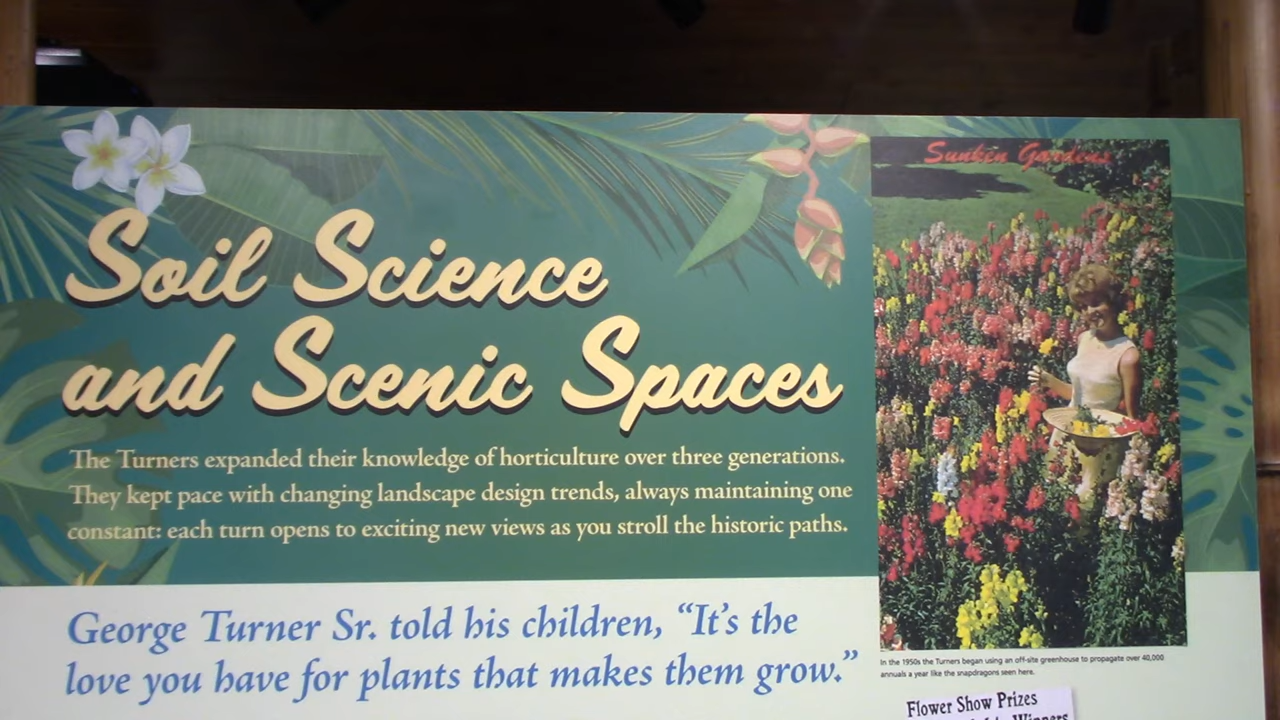 Soil Science
and Scenic Spaces
The Turners expanded their knowledge of horticulture over three generations.
They kept pace with changing landscape design trends, always maintaining one
constant: each turn opens to exciting new views as you stroll the historic paths.
George Turner Sr. told his children, “It’s the
love you have for plants that makes them grow.”
Sunken Gardens
In the 1950s the Turners began using an off-site greenhouse to propagate over 40,000
annuals a year like the snapdragons seen here.
Flower Show Prizes
Winners